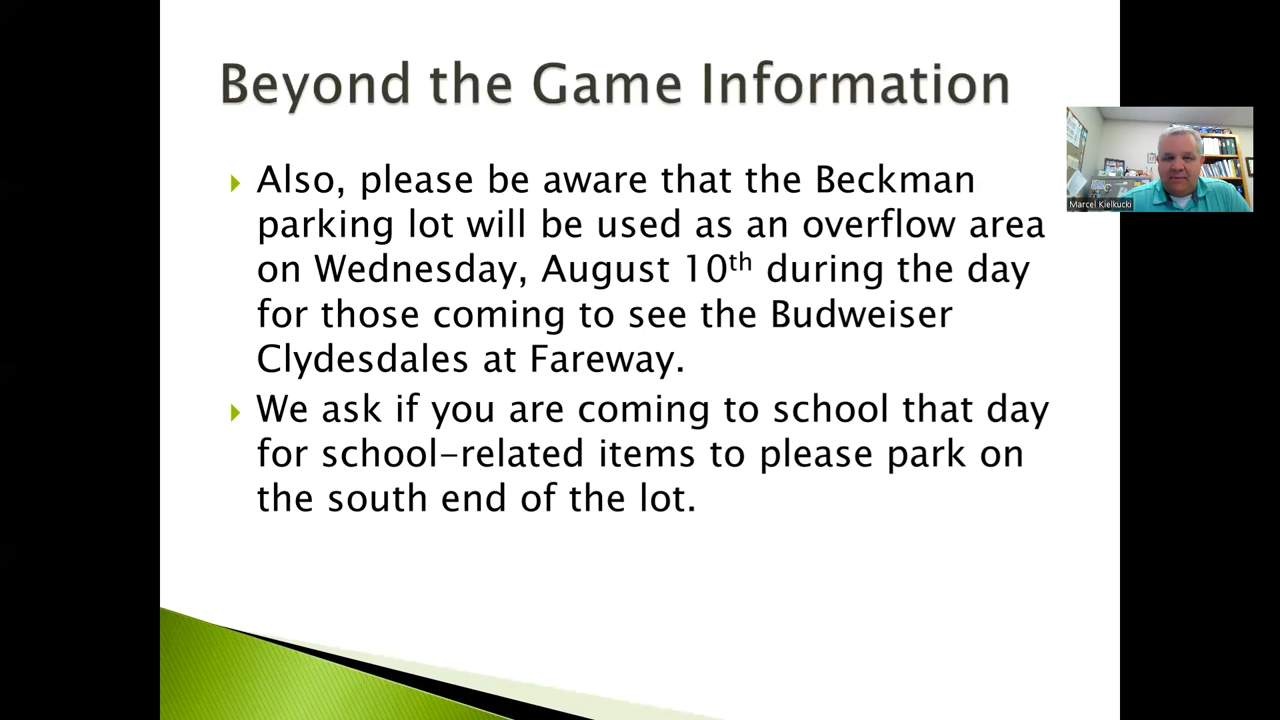 Beyond the Game Information
Also, please be aware that the Beckman
parking lot will be used as an overflow area
on Wednesday, August 10th during the day
for those coming to see the Budweiser
Clydesdales at Fareway.
We ask if you are coming to school that day
for school-related items to please park on
the south end of the lot.
Marcel Kielkucki